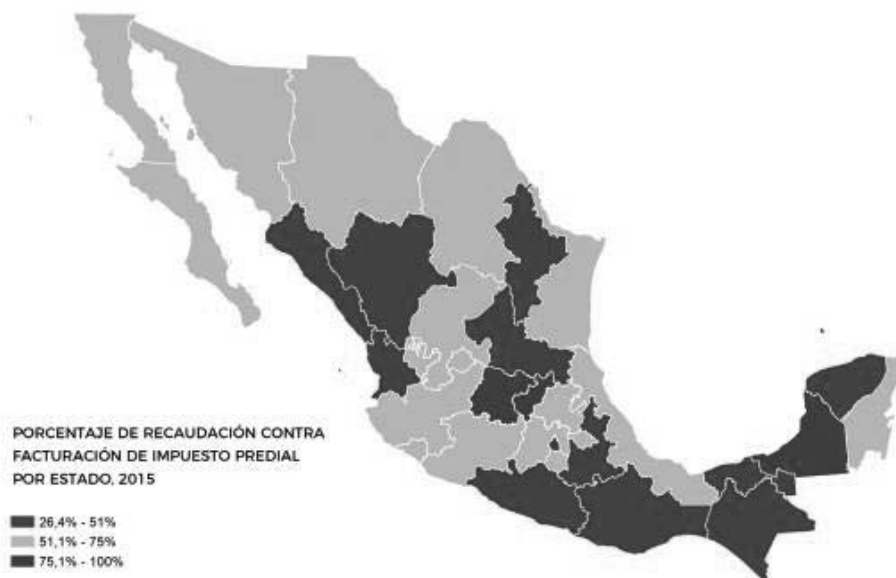 PORCENTAJE DE RECAUDACIÓN CONTRA
FACTURACIÓN DE IMPUESTO PREDIAL
POR ESTADO, 2015
26,4% - 51%
51,1% - 75%
75,1% - 100%